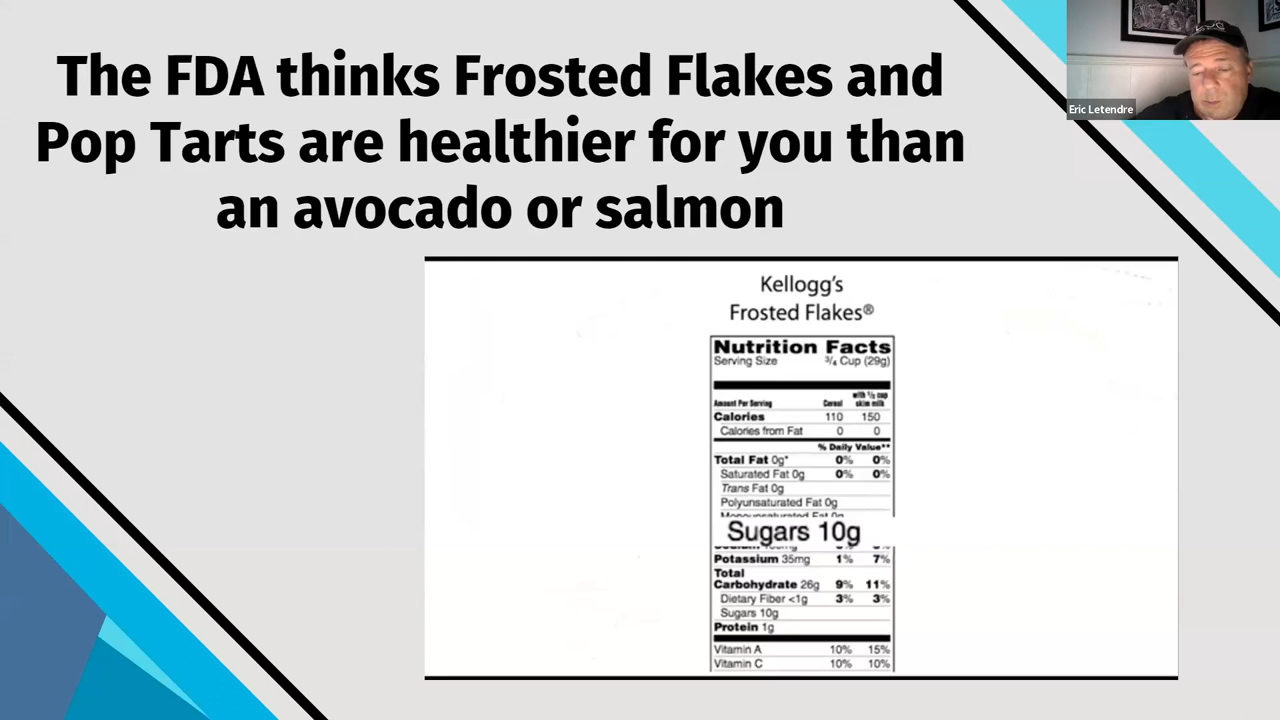 The FDA thinks Frosted Flakes and
Pop Tarts are healthier for you than
an avocado or salmon
Eric Letendre
Kellogg's
Frosted Flakes®
Nutrition Facts
Serving Size 3/4 Cup (29g)
with 1/2 cup
Amount Per Serving Cereal skim milk
Calories 110 150
Calories from Fat 0 0
% Daily Value**
Total Fat 0g* 0% 0%
Saturated Fat 0g 0% 0%
Trans Fat 0g
Polyunsaturated Fat 0g
Monounsaturated Fat 0g
Sugars 10g
Potassium 35mg 1% 7%
Total
Carbohydrate 26g 9% 11%
Dietary Fiber <1g 3% 3%
Sugars 10g
Protein 1g
Vitamin A 10% 15%
Vitamin C 10% 10%